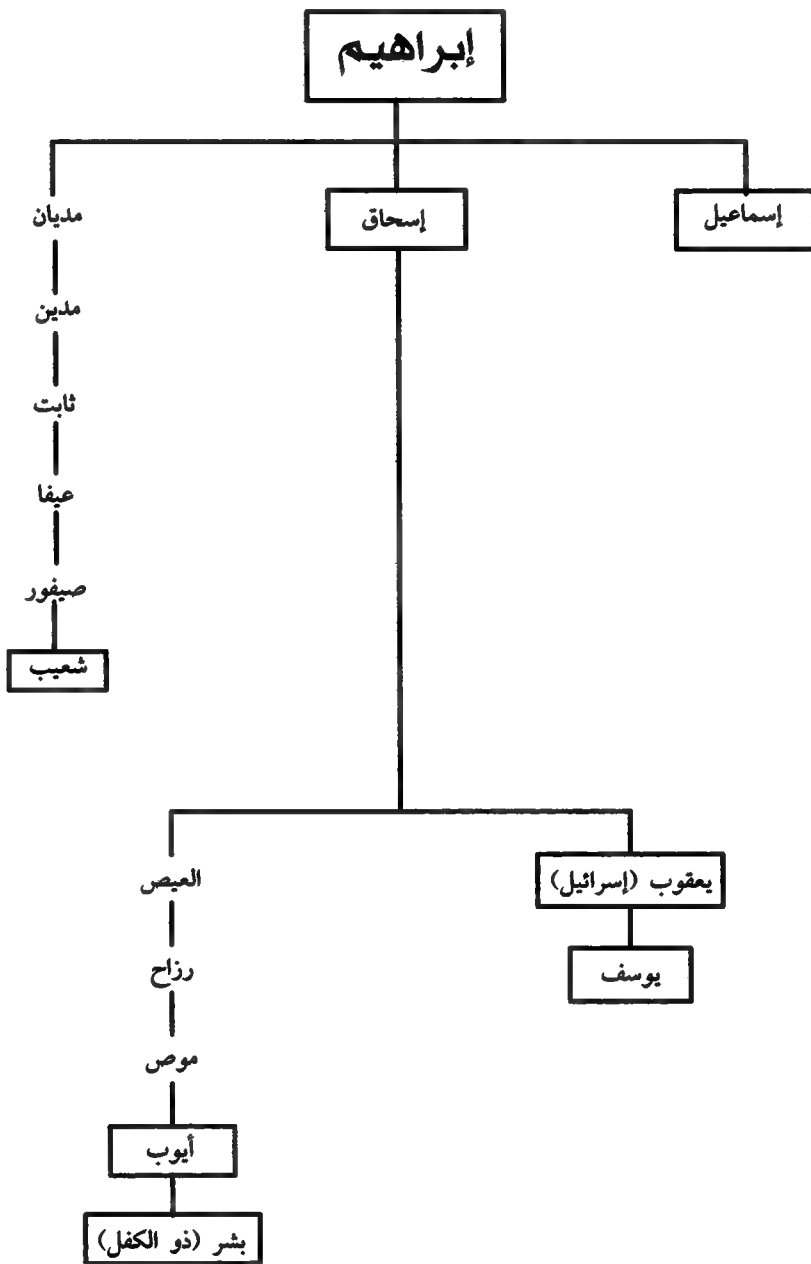 إبراهيم
إسماعيل
إسحاق
مديان
مدين
ثابت
عيفا
صيفور
شعيب
يعقوب (إسرائيل)
يوسف
العيص
رزاح
موص
أيوب
بشر (ذو الكفل)